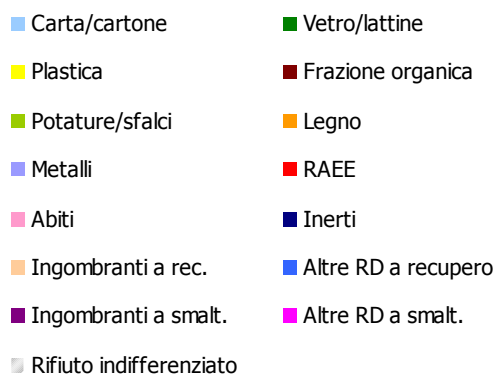 Carta/cartone Vetro/lattine
Plastica Frazione organica
Potature/sfalci Legno
Metalli RAEE
Abiti Inerti
Ingombranti a rec. Altre RD a recupero
Ingombranti a smalt. Altre RD a smalt.
Rifiuto indifferenziato